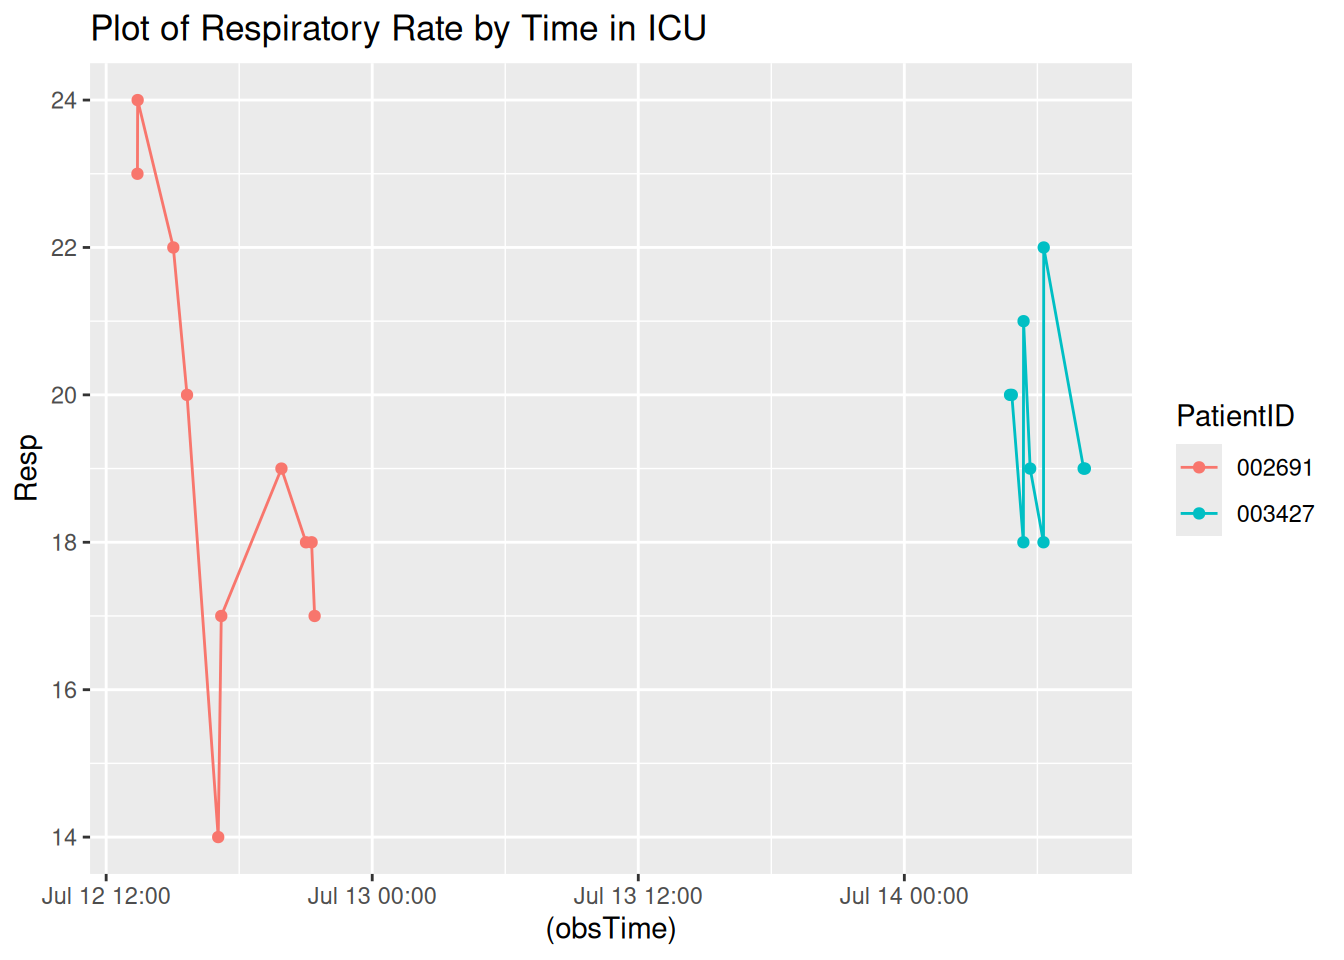 Plot of Respiratory Rate by Time in ICU
24
22
20
18
16
14
Resp
Jul 12 12:00
Jul 13 00:00
Jul 13 12:00
Jul 14 00:00
(obsTime)
PatientID
002691
003427